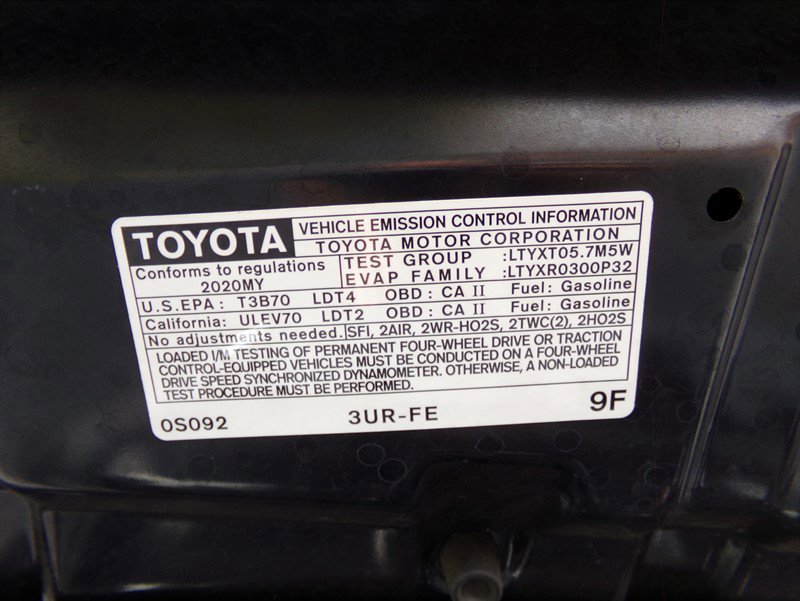 TOYOTA
VEHICLE EMISSION CONTROL INFORMATION
TOYOTA MOTOR CORPORATION
Conforms to regulations
2020MY
TEST GROUP :LTYXT05.7M5W
EVAP FAMILY :LTYXR0300P32
U.S.EPA: T3B70 LDT4 OBD: CA II Fuel: Gasoline
California: ULEV70 LDT2 OBD: CA II Fuel: Gasoline
No adjustments needed. SFI, 2AIR, 2WR-HO2S, 2TWC(2), 2HO2S
LOADED I/M TESTING OF PERMANENT FOUR-WHEEL DRIVE OR TRACTION
CONTROL-EQUIPPED VEHICLES MUST BE CONDUCTED ON A FOUR-WHEEL
DRIVE SPEED SYNCHRONIZED DYNAMOMETER. OTHERWISE, A NON-LOADED
TEST PROCEDURE MUST BE PERFORMED.
0S092 3UR-FE 9F